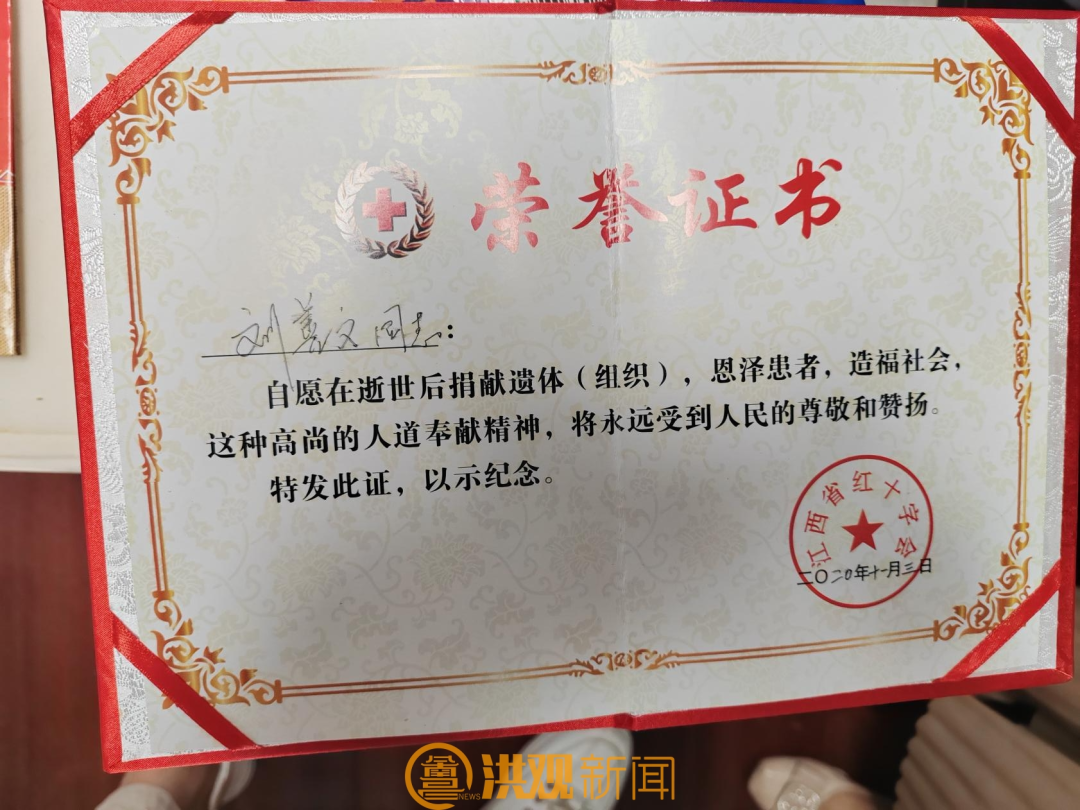 荣誉证书
刘善文同志:
自愿在逝世后捐献遗体(组织),恩泽患者,造福社会,
这种高尚的人道奉献精神,将永远受到人民的尊敬和赞扬。
特发此证,以示纪念。
江西省红十字会
二〇二0年十一月三日
洪观新闻
NEWS